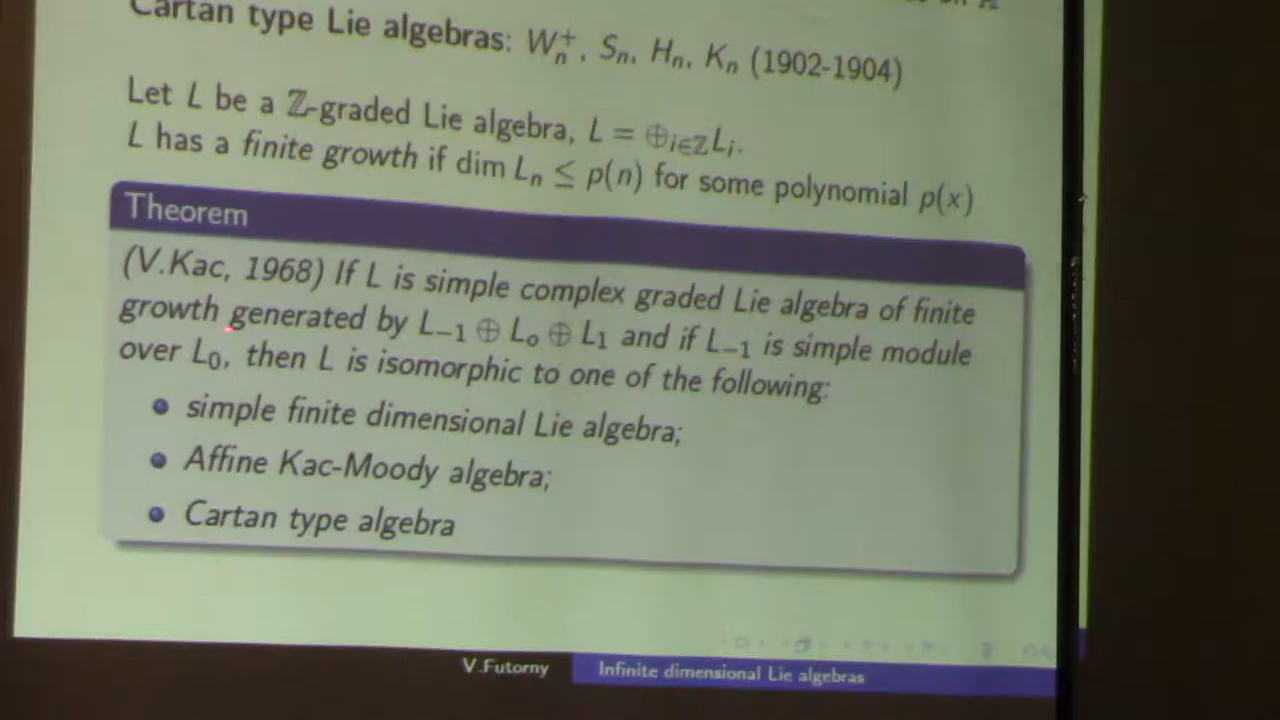 Cartan type Lie algebras: W_n^+, S_n, H_n, K_n (1902-1904)
Let L be a ℤ-graded Lie algebra, L = ⊕_{i∈ℤ}L_i.
L has a finite growth if dim L_n ≤ p(n) for some polynomial p(x)
Theorem
(V.Kac, 1968) If L is simple complex graded Lie algebra of finite
growth generated by L_{-1} ⊕ L_o ⊕ L_1 and if L_{-1} is simple module
over L_0, then L is isomorphic to one of the following:
simple finite dimensional Lie algebra;
Affine Kac-Moody algebra;
Cartan type algebra
V.Futorny Infinite dimensional Lie algebras